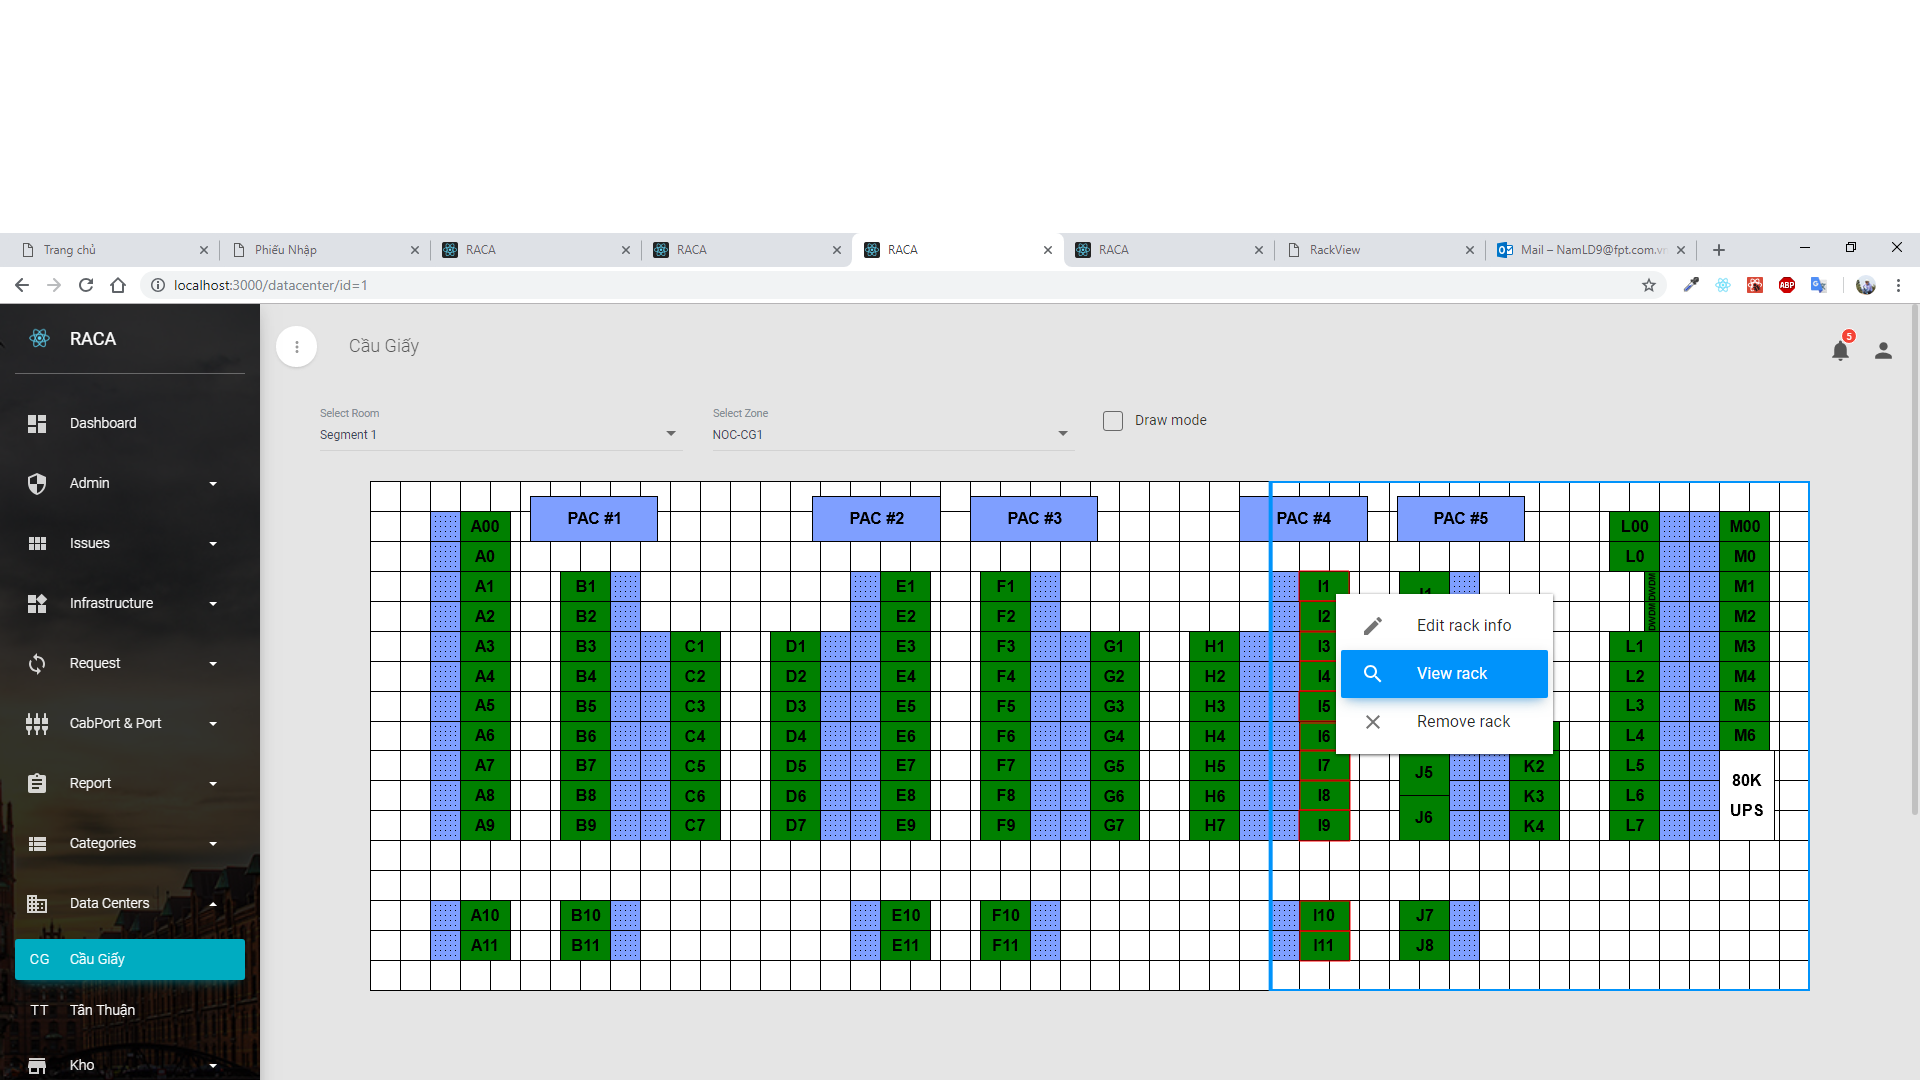 Trang chủ
Phiếu Nhập
RACA
RACA
RACA
RACA
RackView
Mail – NamLD9@fpt.com.vn
localhost:3000/datacenter/id=1
ABP
RACA
Cầu Giấy
5
Dashboard
Admin
Issues
Infrastructure
Request
CabPort & Port
Report
Categories
Data Centers
CG Cầu Giấy
TT Tân Thuận
Kho
Select Room
Segment 1
Select Zone
NOC-CG1
Draw mode
PAC #1 PAC #2 PAC #3 PAC #4 PAC #5
A00 L00 M00
A0 L0 M0
A1 B1 E1 F1 I1 J1 DWDM M1
A2 B2 E2 F2 I2 DWDM M2
A3 B3 C1 D1 E3 F3 G1 H1 I3 L1 M3
A4 B4 C2 D2 E4 F4 G2 H2 I4 L2 M4
A5 B5 C3 D3 E5 F5 G3 H3 I5 L3 M5
A6 B6 C4 D4 E6 F6 G4 H4 I6 L4 M6
A7 B7 C5 D5 E7 F7 G5 H5 I7 J5 K2 L5 80K
A8 B8 C6 D6 E8 F8 G6 H6 I8 K3 L6 UPS
A9 B9 C7 D7 E9 F9 G7 H7 I9 J6 K4 L7
A10 B10 E10 F10 I10 J7
A11 B11 E11 F11 I11 J8
Edit rack info
View rack
Remove rack